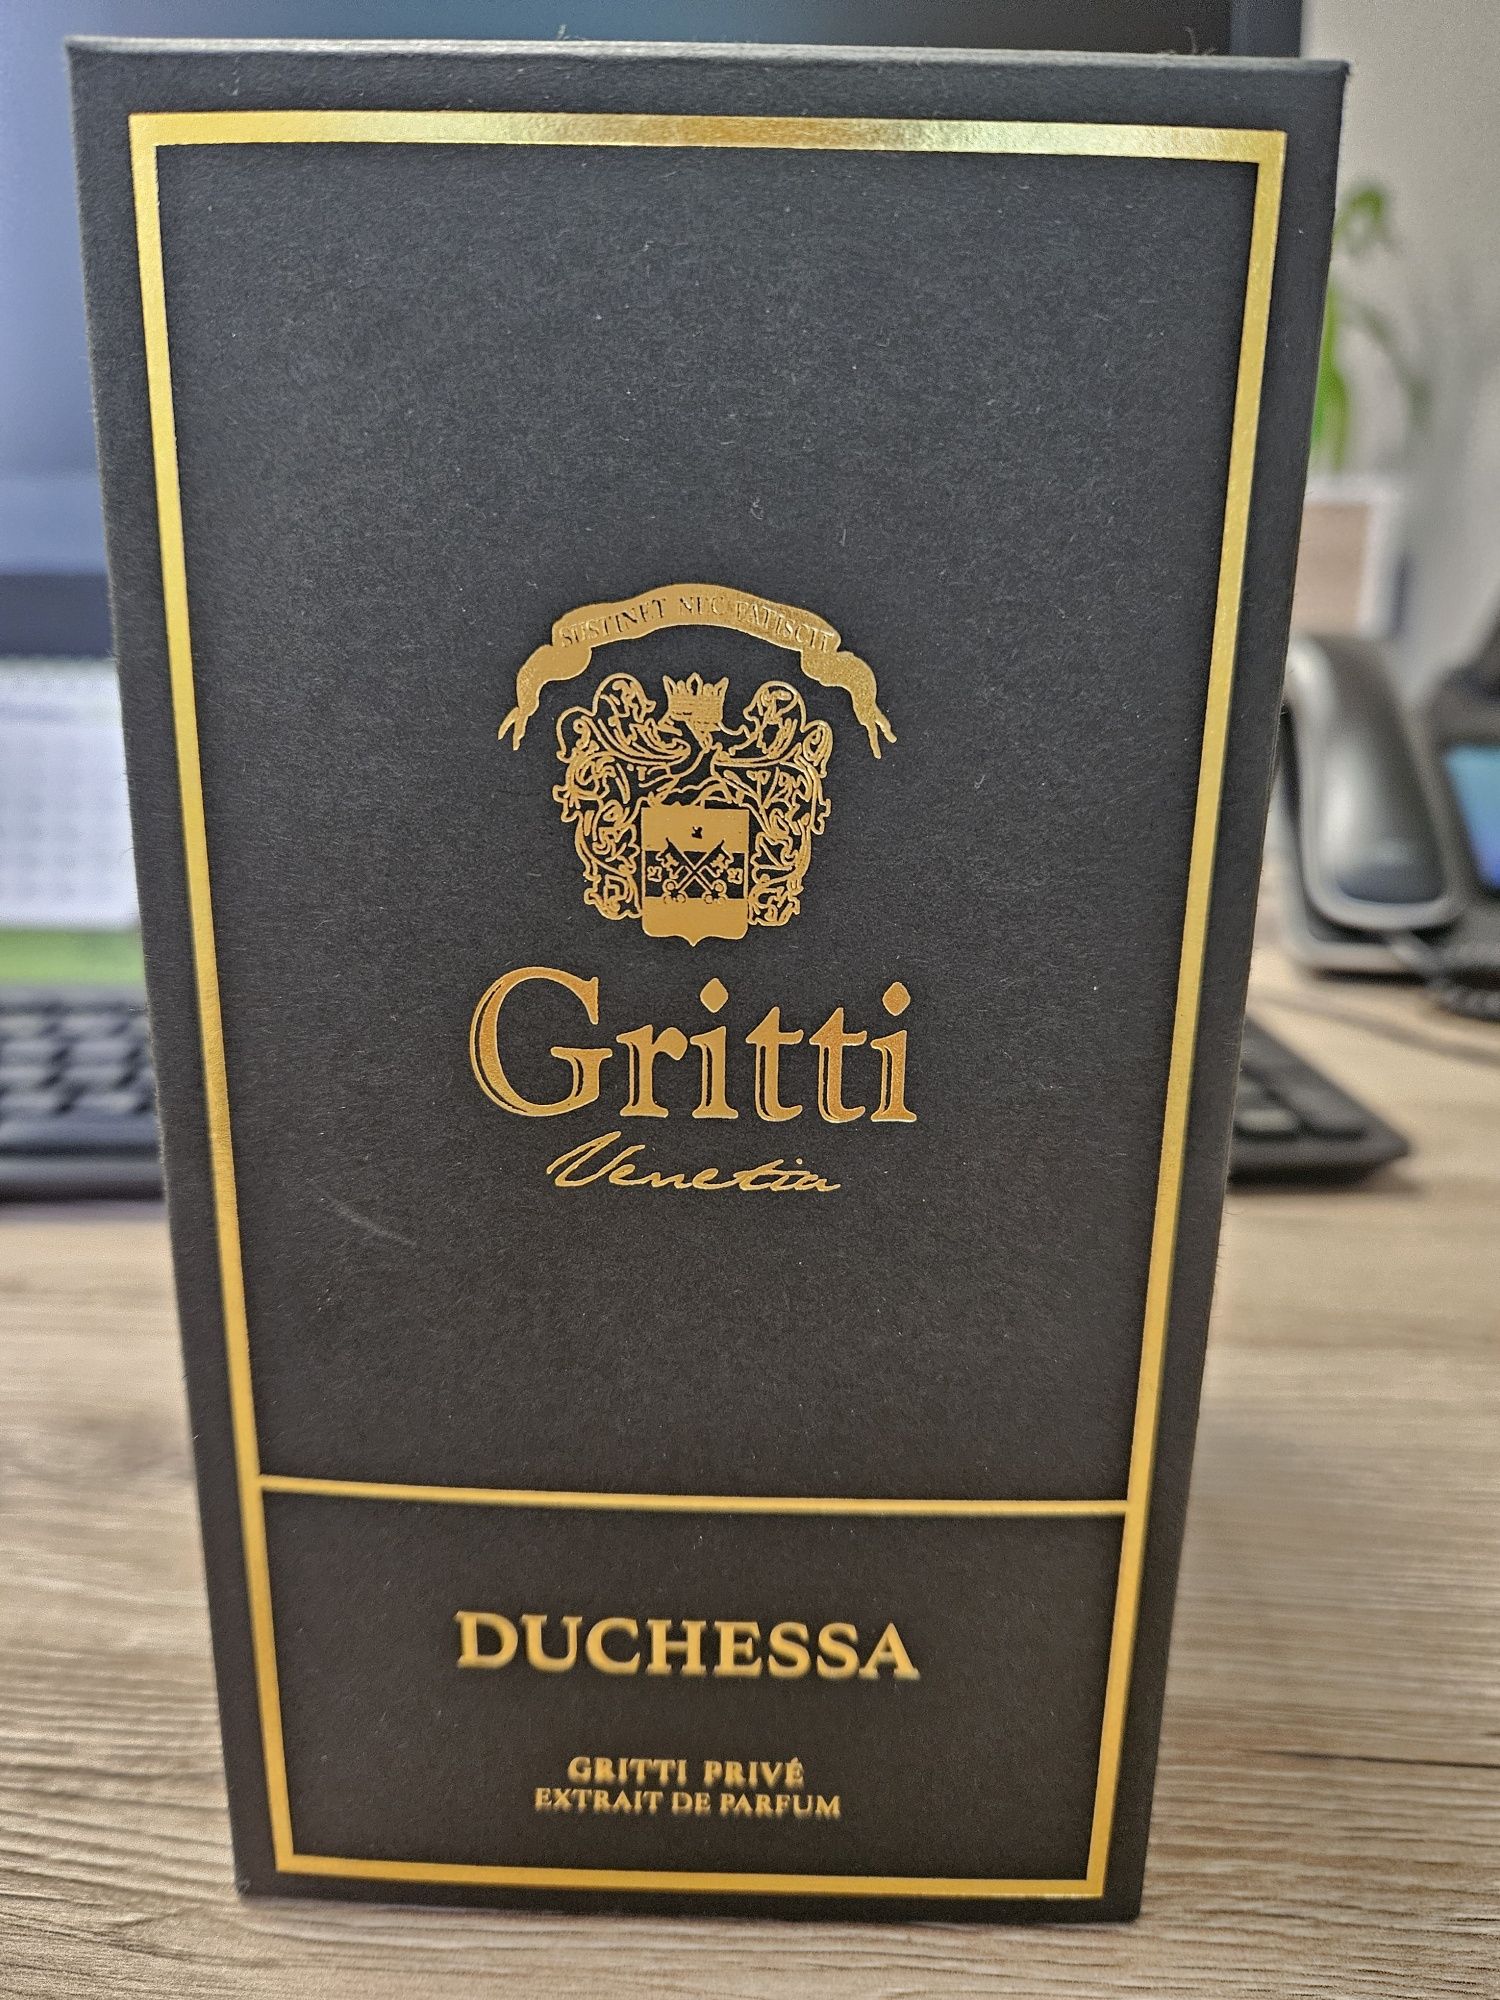 SUSTINET NEC FATISCIT
Gritti
Venetia
DUCHESSA
GRITTI PRIVÉ
EXTRAIT DE PARFUM